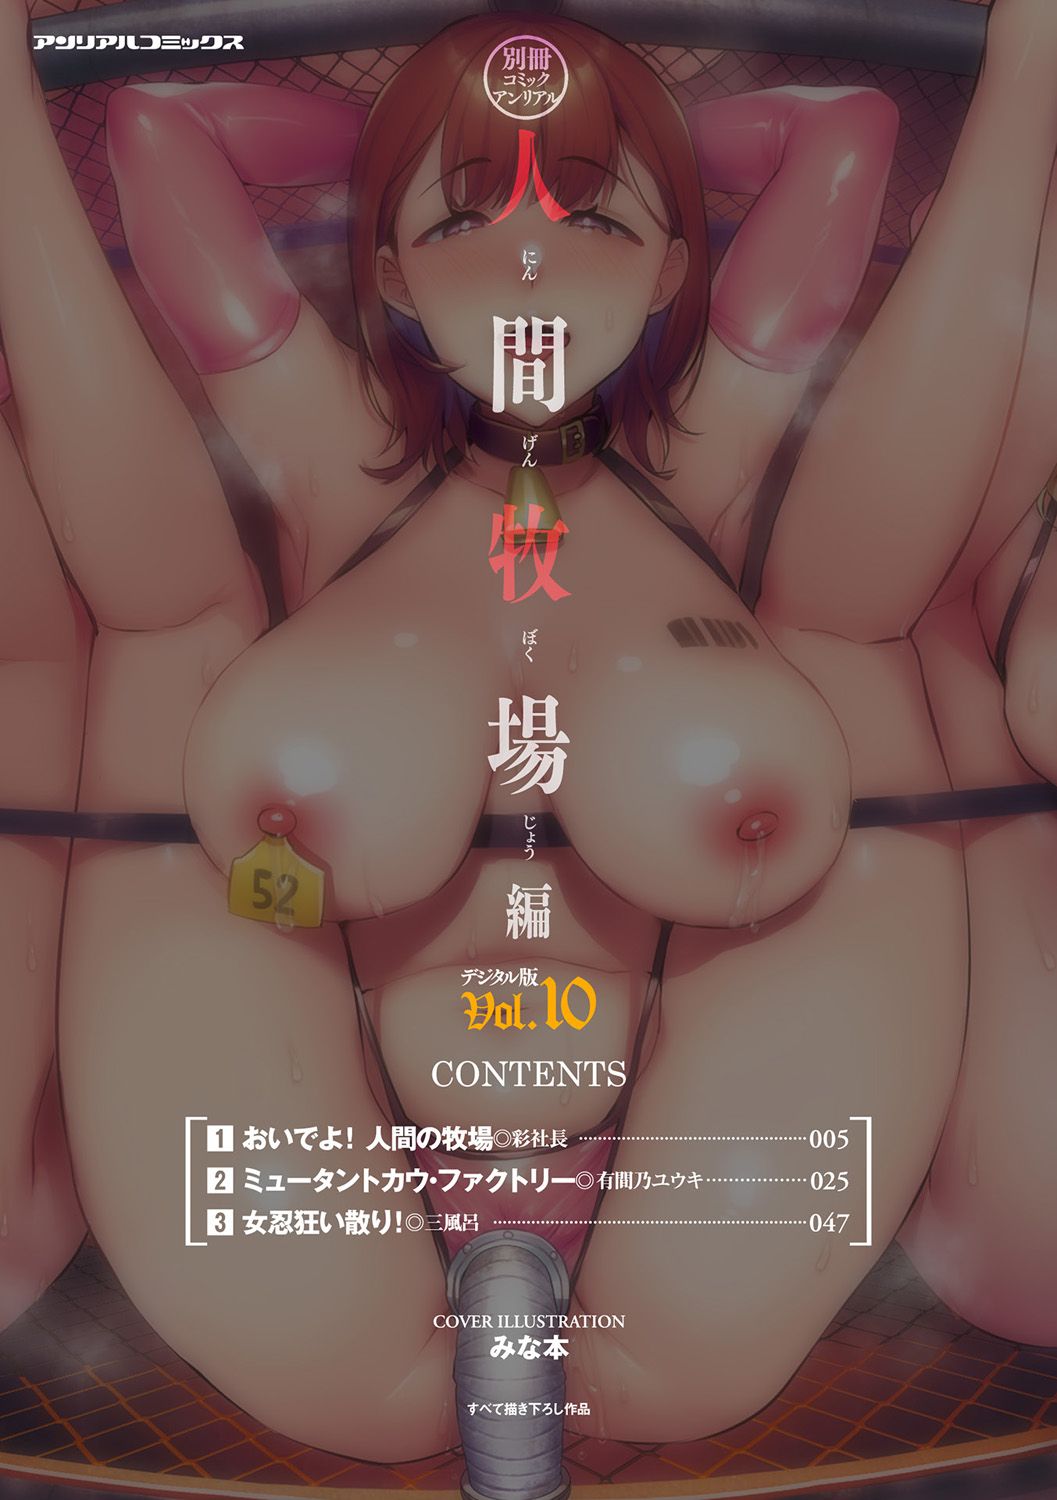 アンリアルコミックス
別冊
コミック
アンリアル
人間牧場編
にんげんぼくじょう
デジタル版
Vol.10
CONTENTS
1 おいでよ! 人間の牧場◎彩社長 005
2 ミュータントカウ・ファクトリー◎有間乃ユウキ 025
3 女忍狂い散り!◎三風呂 047
COVER ILLUSTRATION
みな本
すべて描き下ろし作品
52